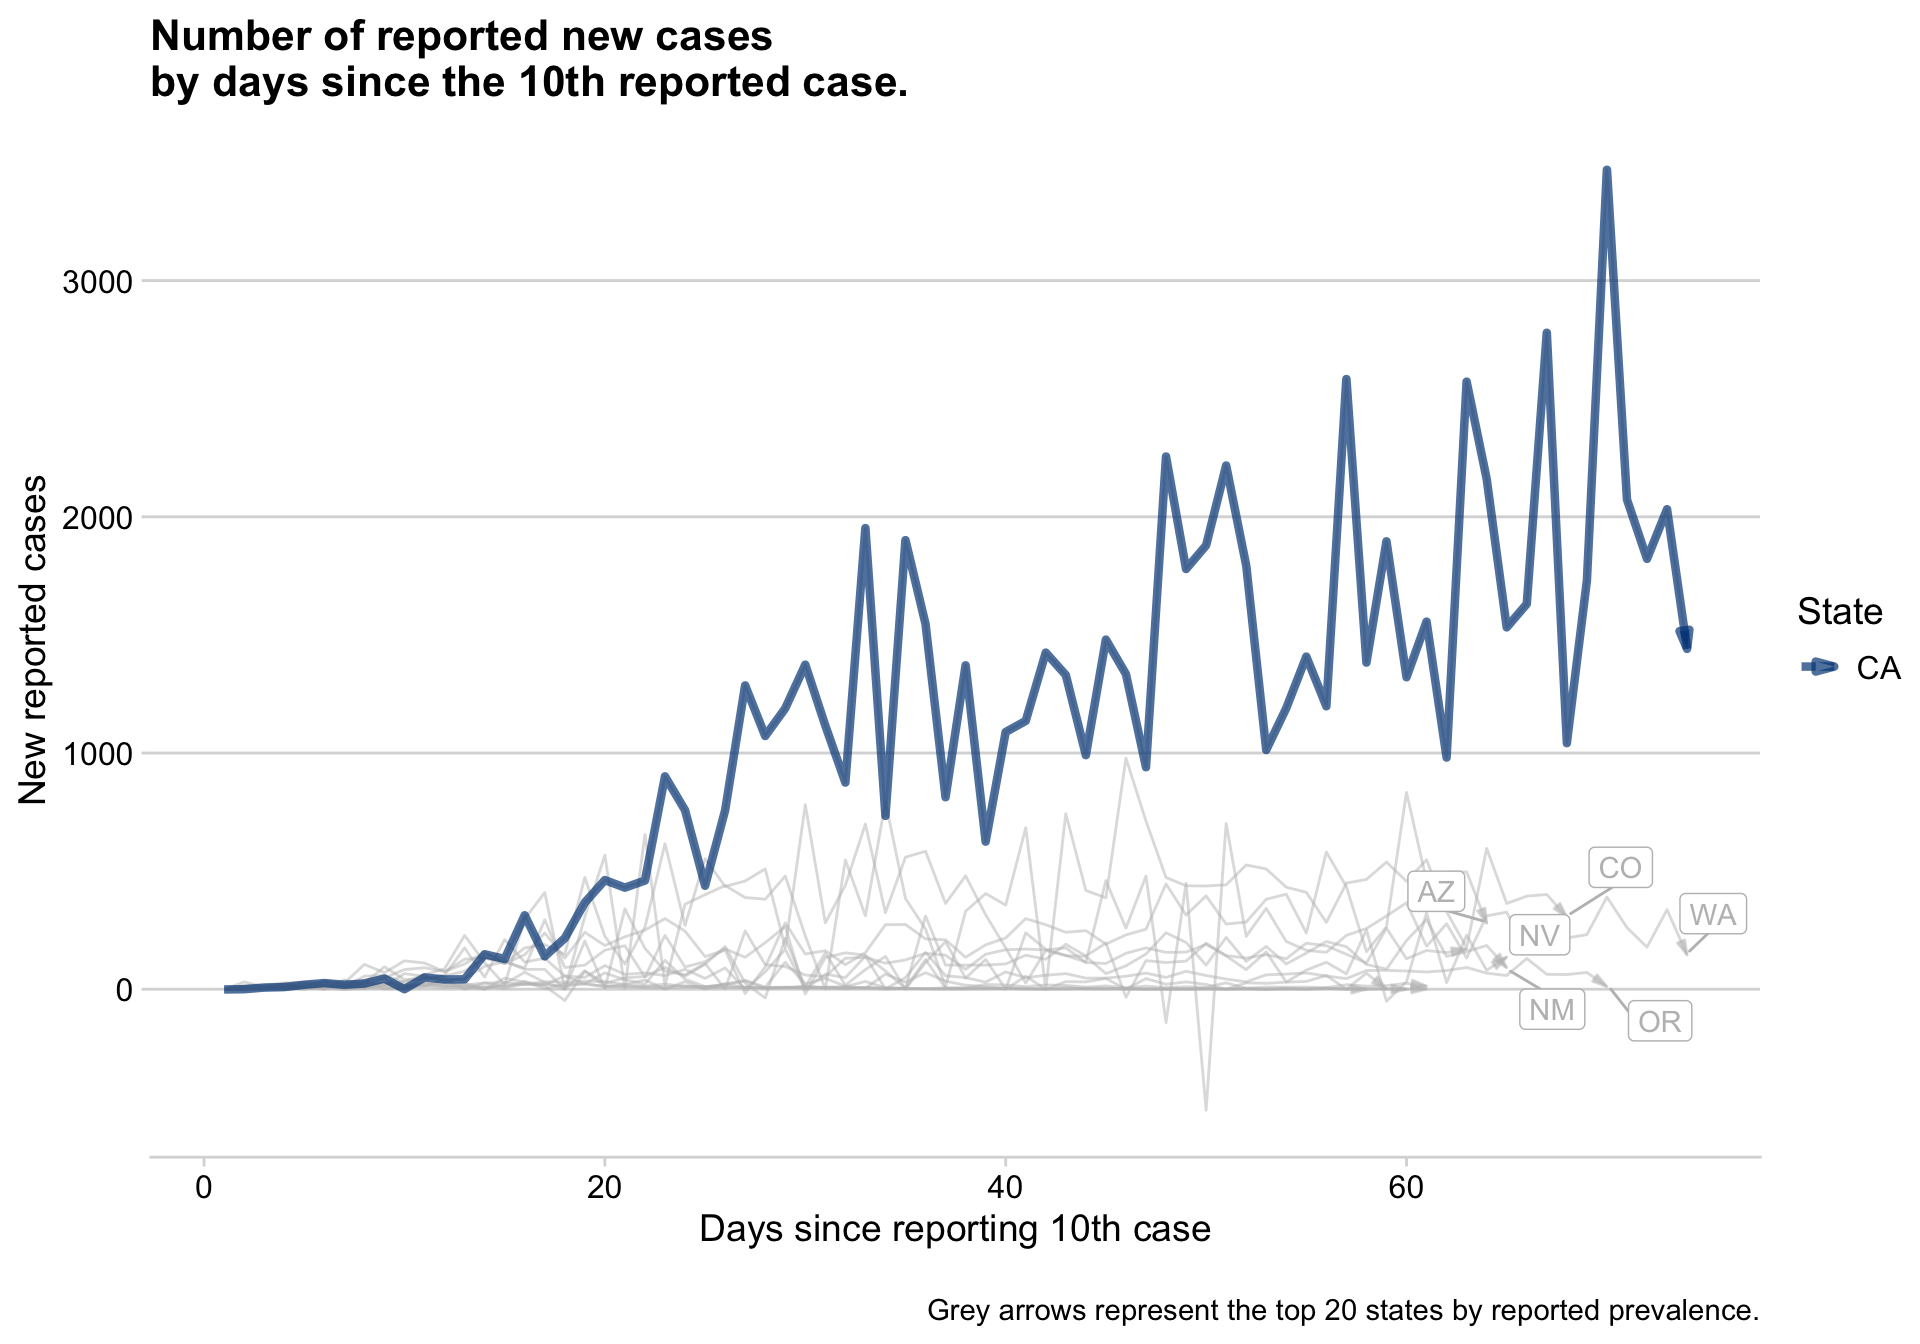 Number of reported new cases
by days since the 10th reported case.
New reported cases
3000
2000
1000
0
AZ
CO
NV
WA
NM
OR
State
CA
0
20
40
60
Days since reporting 10th case
Grey arrows represent the top 20 states by reported prevalence.